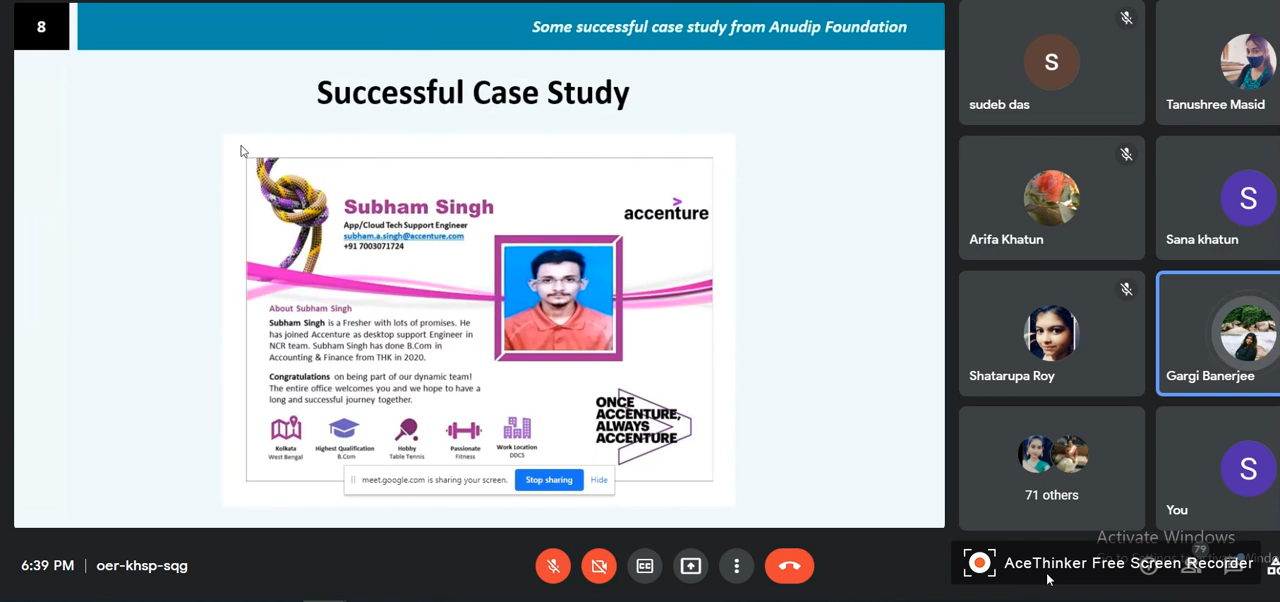 8
Some successful case study from Anudip Foundation
Successful Case Study
Subham Singh
App/Cloud Tech Support Engineer
subham.a.singh@accenture.com
+91 7003071724
accenture
About Subham Singh
Subham Singh is a Fresher with lots of promises. He
has joined Accenture as desktop support Engineer in
NCR team. Subham Singh has done B.Com in
Accounting & Finance from THK in 2020.
Congratulations on being part of our dynamic team!
The entire office welcomes you and we hope to have a
long and successful journey together.
ONCE
ACCENTURE,
ALWAYS
ACCENTURE
Kolkata
West Bengal
Highest Qualification
B.Com
Hobby
Table Tennis
Passionate
Fitness
Work Location
DDC5
meet.google.com is sharing your screen.
Stop sharing
Hide
S
sudeb das
Tanushree Masid
Arifa Khatun
S
Sana khatun
Shatarupa Roy
Gargi Banerjee
71 others
S
You
Activate Windows
Go to Settings to activate Windows
6:39 PM | oer-khsp-sqg
79
AceThinker Free Screen Recorder